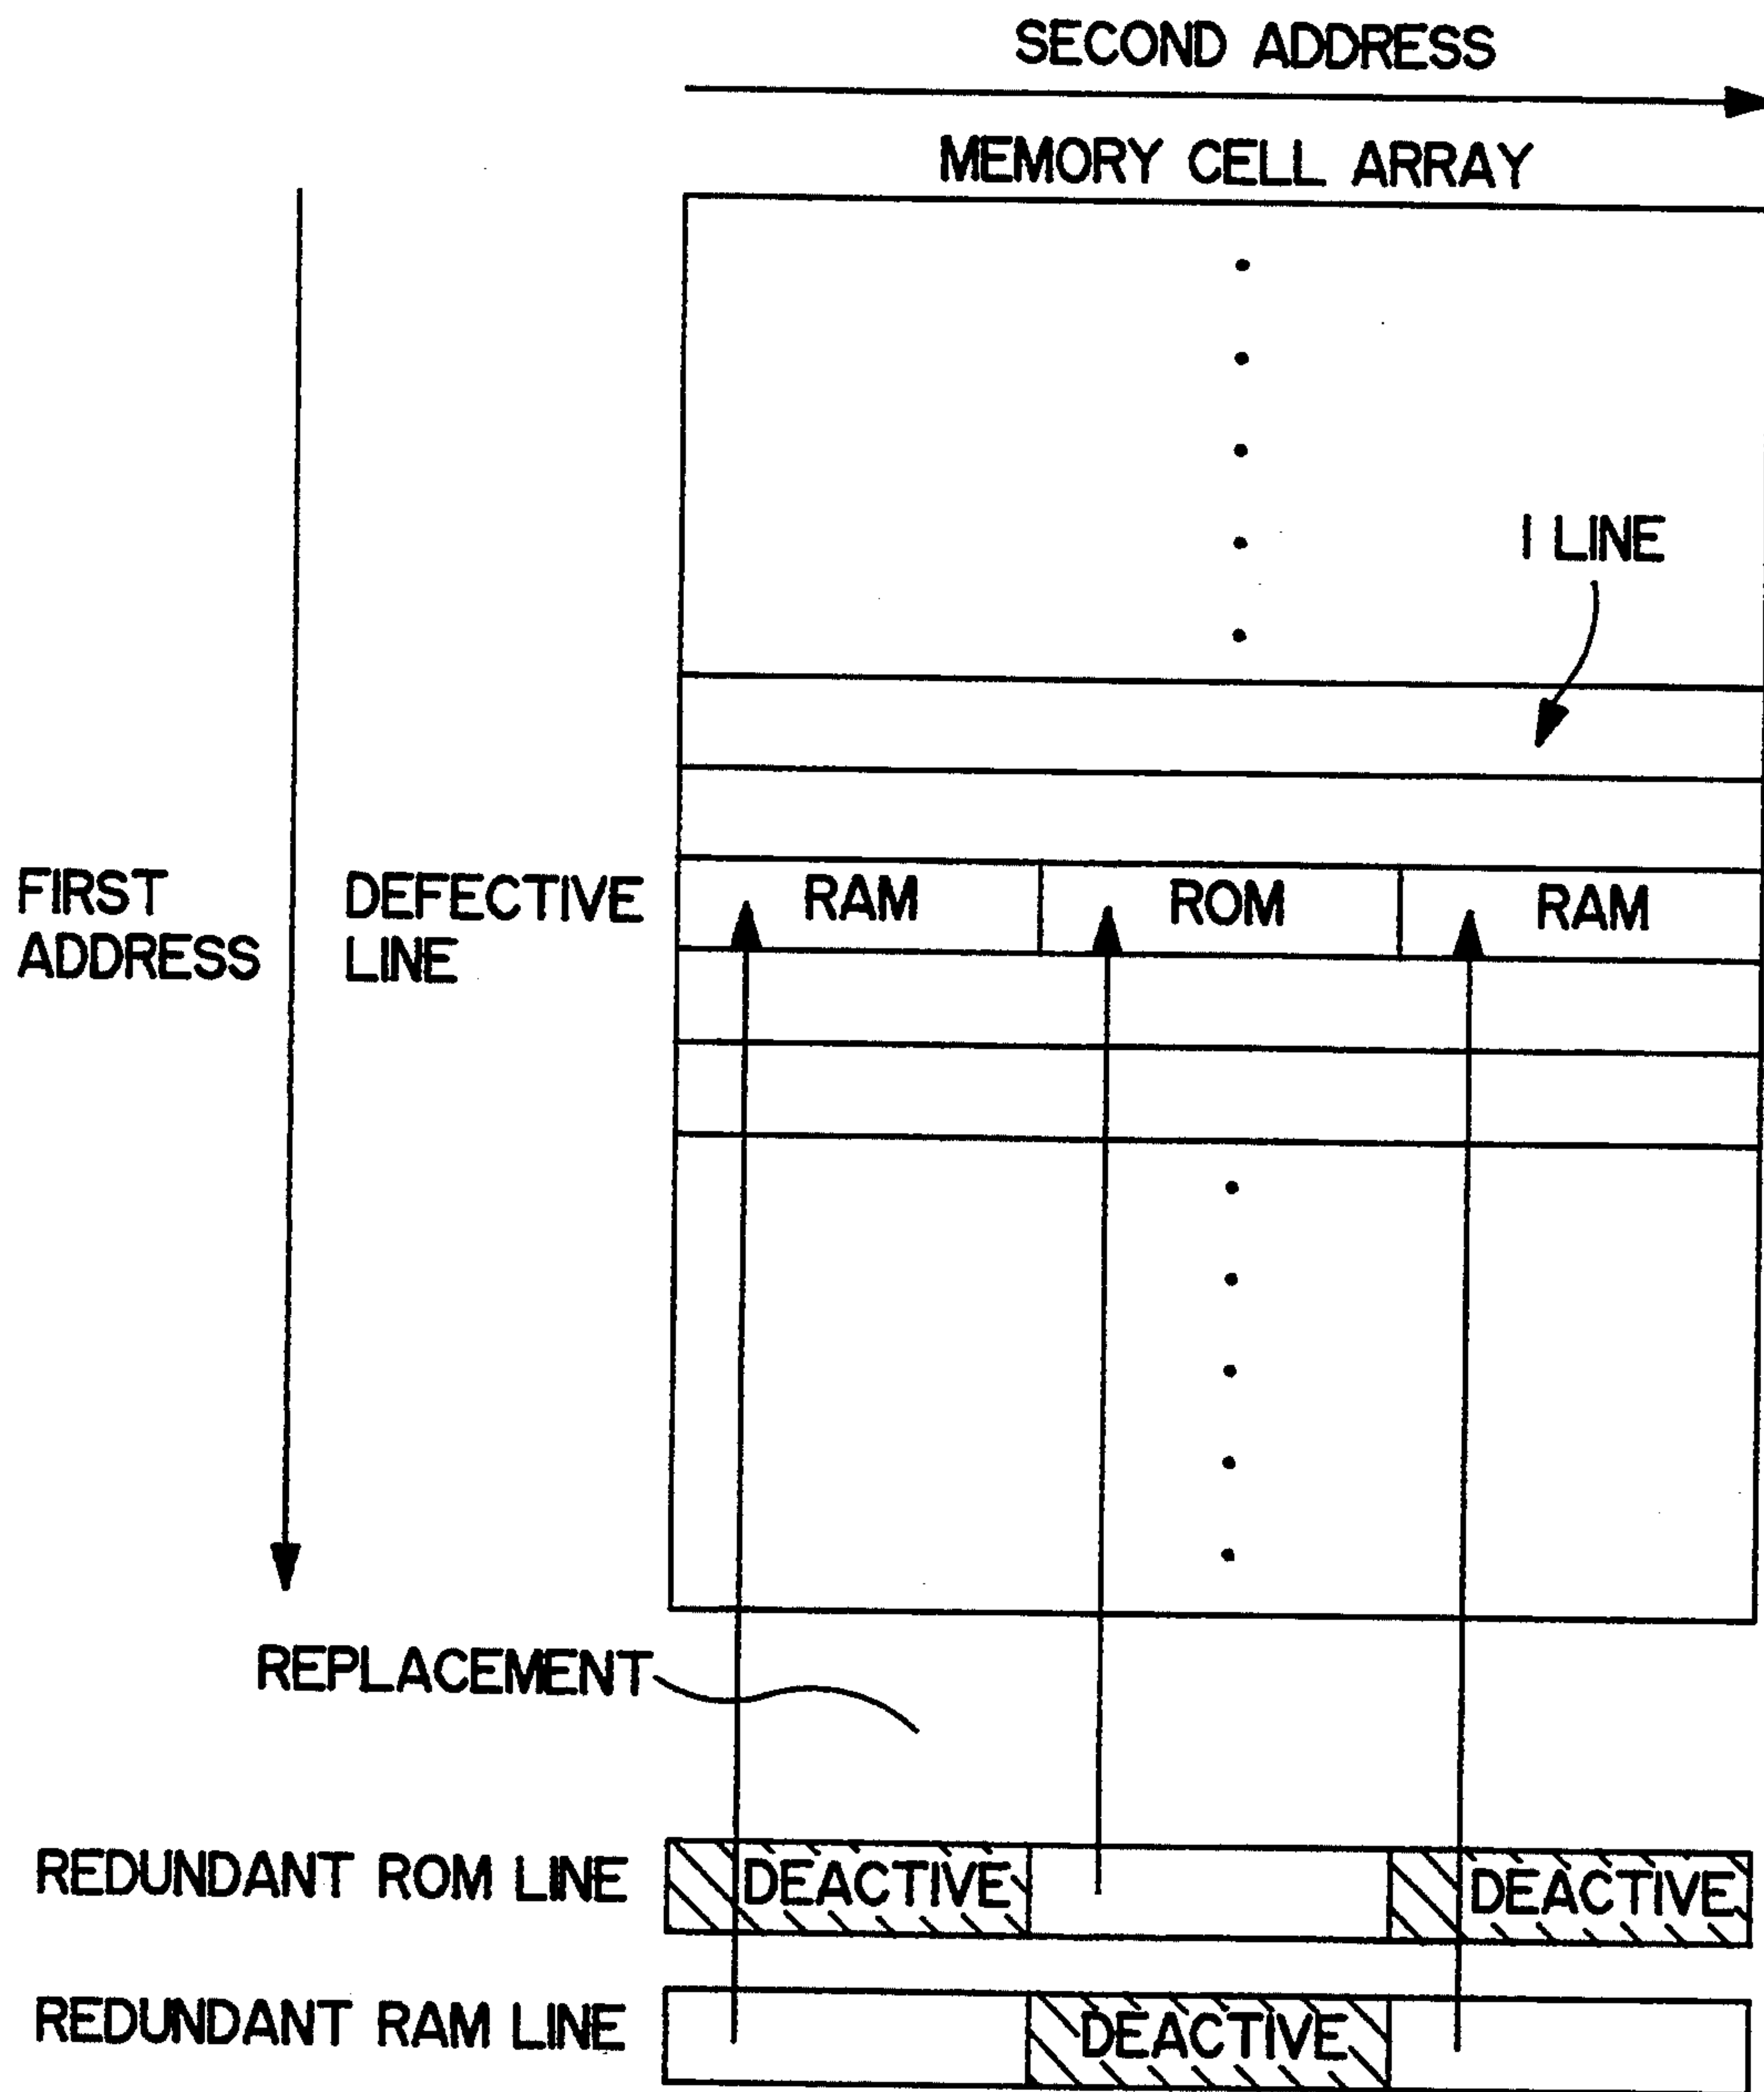 SECOND ADDRESS
MEMORY CELL ARRAY
1 LINE
FIRST
ADDRESS
DEFECTIVE
LINE
RAM
ROM
RAM
REPLACEMENT
REDUNDANT ROM LINE
DEACTIVE
DEACTIVE
REDUNDANT RAM LINE
DEACTIVE